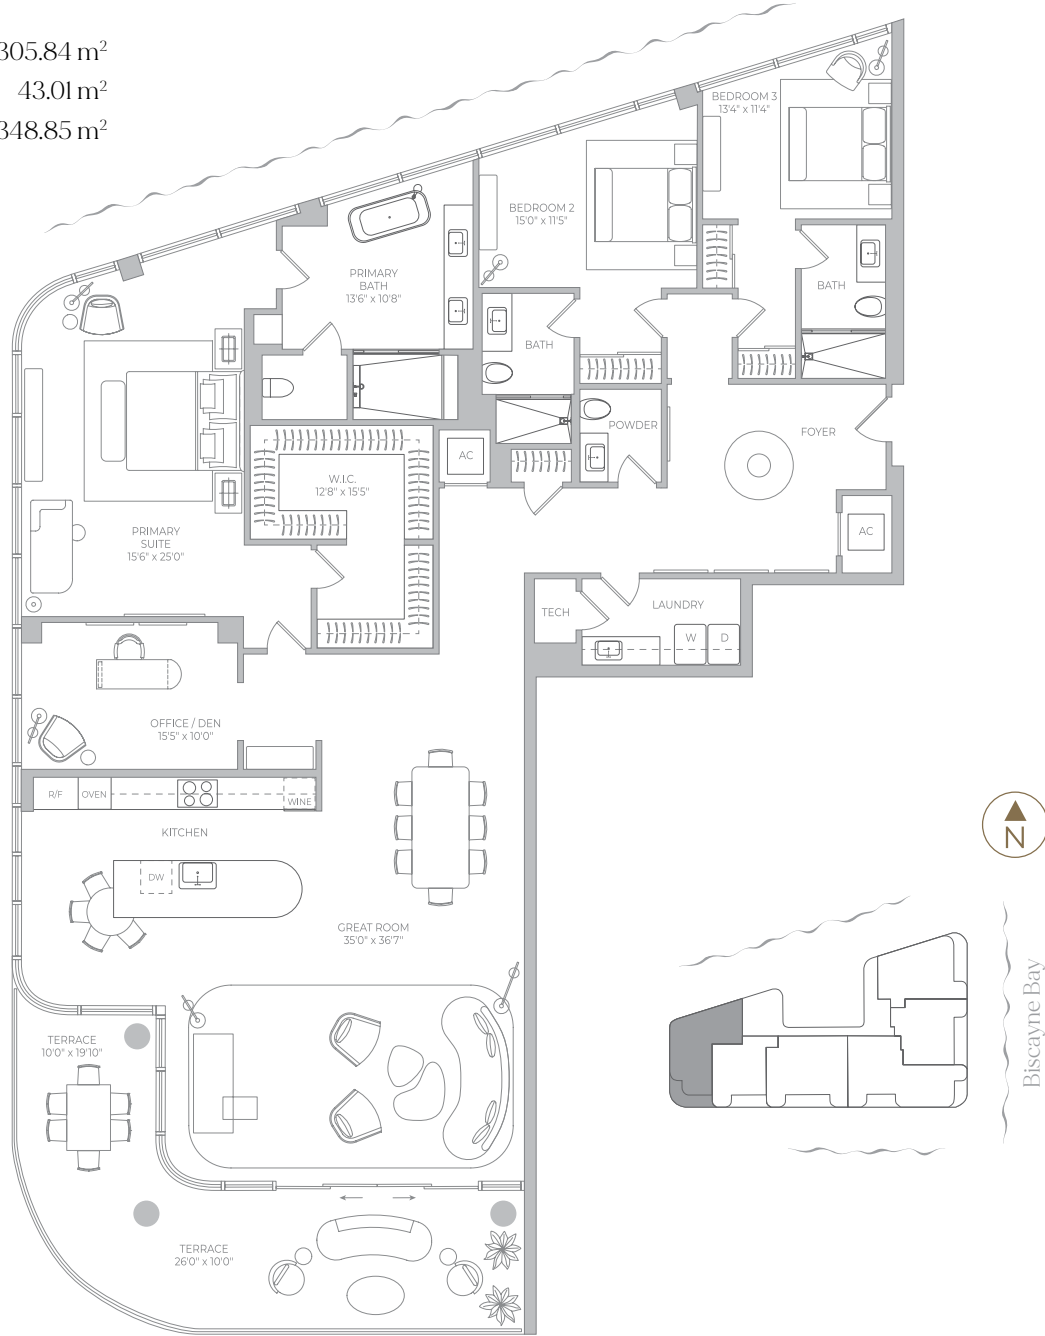 305.84 m²
43.01 m²
348.85 m²
BEDROOM 3
13'4" x 11'4"
BEDROOM 2
15'0" x 11'5"
PRIMARY
BATH
13'6" x 10'8"
BATH
BATH
POWDER
FOYER
AC
W.I.C.
12'8" x 15'5"
AC
PRIMARY
SUITE
15'6" x 25'0"
TECH
LAUNDRY
W
D
OFFICE / DEN
15'5" x 10'0"
R/F
OVEN
WINE
KITCHEN
DW
N
GREAT ROOM
35'0" x 36'7"
Biscayne Bay
TERRACE
10'0" x 19'10"
TERRACE
26'0" x 10'0"